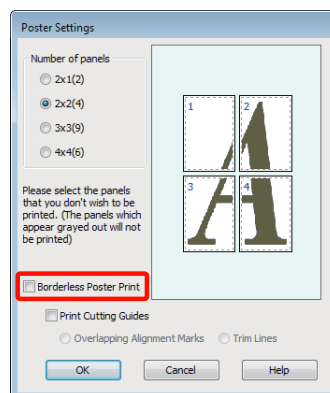 Poster Settings
Number of panels
2x1(2)
2x2(4)
3x3(9)
4x4(6)
Please select the panels
that you don't wish to be
printed. (The panels which
appear grayed out will not
be printed)
1 2
3 4
Borderless Poster Print
Print Cutting Guides
Overlapping Alignment Marks Trim Lines
OK Cancel Help